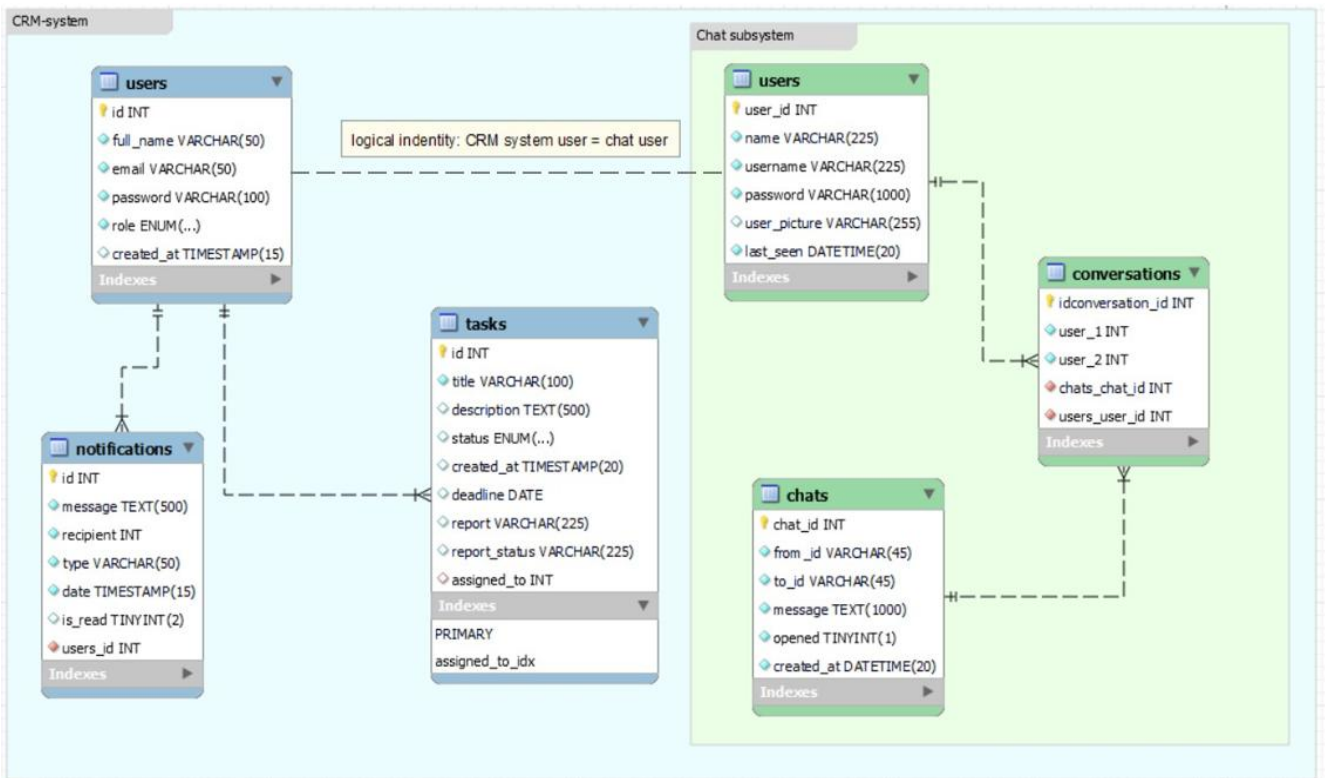 CRM-system
users
id INT
full_name VARCHAR(50)
email VARCHAR(50)
password VARCHAR(100)
role ENUM(...)
created_at TIMESTAMP(15)
Indexes
logical indentity: CRM system user = chat user
notifications
id INT
message TEXT(500)
recipient INT
type VARCHAR(50)
date TIMESTAMP(15)
is_read TINYINT(2)
users_id INT
Indexes
tasks
id INT
title VARCHAR(100)
description TEXT(500)
status ENUM(...)
created_at TIMESTAMP(20)
deadline DATE
report VARCHAR(225)
report_status VARCHAR(225)
assigned_to INT
Indexes
PRIMARY
assigned_to_idx
Chat subsystem
users
user_id INT
name VARCHAR(225)
username VARCHAR(225)
password VARCHAR(1000)
user_picture VARCHAR(255)
last_seen DATETIME(20)
Indexes
conversations
idconversation_id INT
user_1 INT
user_2 INT
chats_chat_id INT
users_user_id INT
Indexes
chats
chat_id INT
from _id VARCHAR(45)
to_id VARCHAR(45)
message TEXT(1000)
opened TINYINT(1)
created_at DATETIME(20)
Indexes